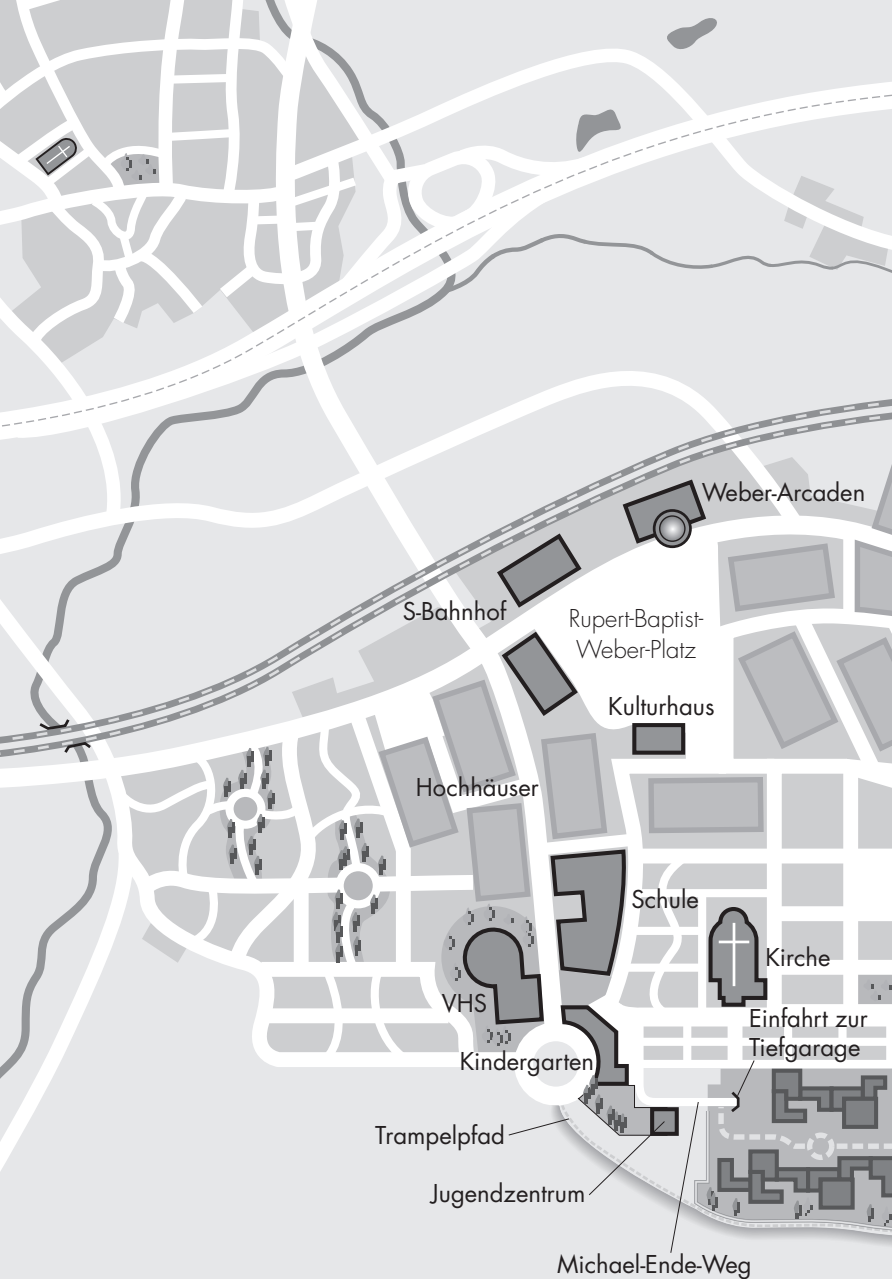 Weber-Arcaden
S-Bahnhof
Rupert-Baptist-
Weber-Platz
Kulturhaus
Hochhäuser
Schule
Kirche
VHS
Einfahrt zur
Tiefgarage
Kindergarten
Trampelpfad
Jugendzentrum
Michael-Ende-Weg